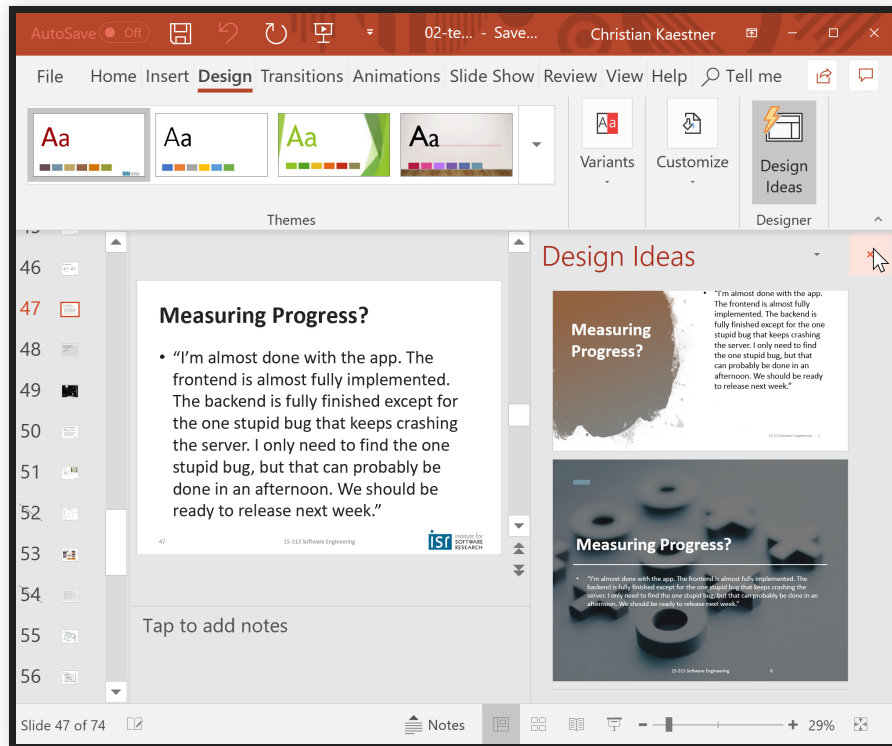 AutoSave Off 02-te... - Save... Christian Kaestner
File Home Insert Design Transitions Animations Slide Show Review View Help Tell me
Aa Aa Aa Aa
Aa
Variants
Customize
Design
Ideas
Themes
Designer
46
47
48
49
50
51
52
53
54
55
56
Measuring Progress?
• “I’m almost done with the app. The
frontend is almost fully implemented.
The backend is fully finished except for
the one stupid bug that keeps crashing
the server. I only need to find the one
stupid bug, but that can probably be
done in an afternoon. We should be
ready to release next week.”
47 15-313 Software Engineering
isr institute for
SOFTWARE
RESEARCH
Tap to add notes
Design Ideas
Measuring
Progress?
• “I’m almost done with the app.
The frontend is almost fully
implemented. The backend is
fully finished except for the one
stupid bug that keeps crashing
the server. I only need to find
the one stupid bug, but that
can probably be done in an
afternoon. We should be ready
to release next week.”
15-313 Software Engineering 5
Measuring Progress?
• “I’m almost done with the app. The frontend is almost fully implemented. The
backend is fully finished except for the one stupid bug that keeps crashing the
server. I only need to find the one stupid bug, but that can probably be done in an
afternoon. We should be ready to release next week.”
15-313 Software Engineering 6
Slide 47 of 74 Notes 29%